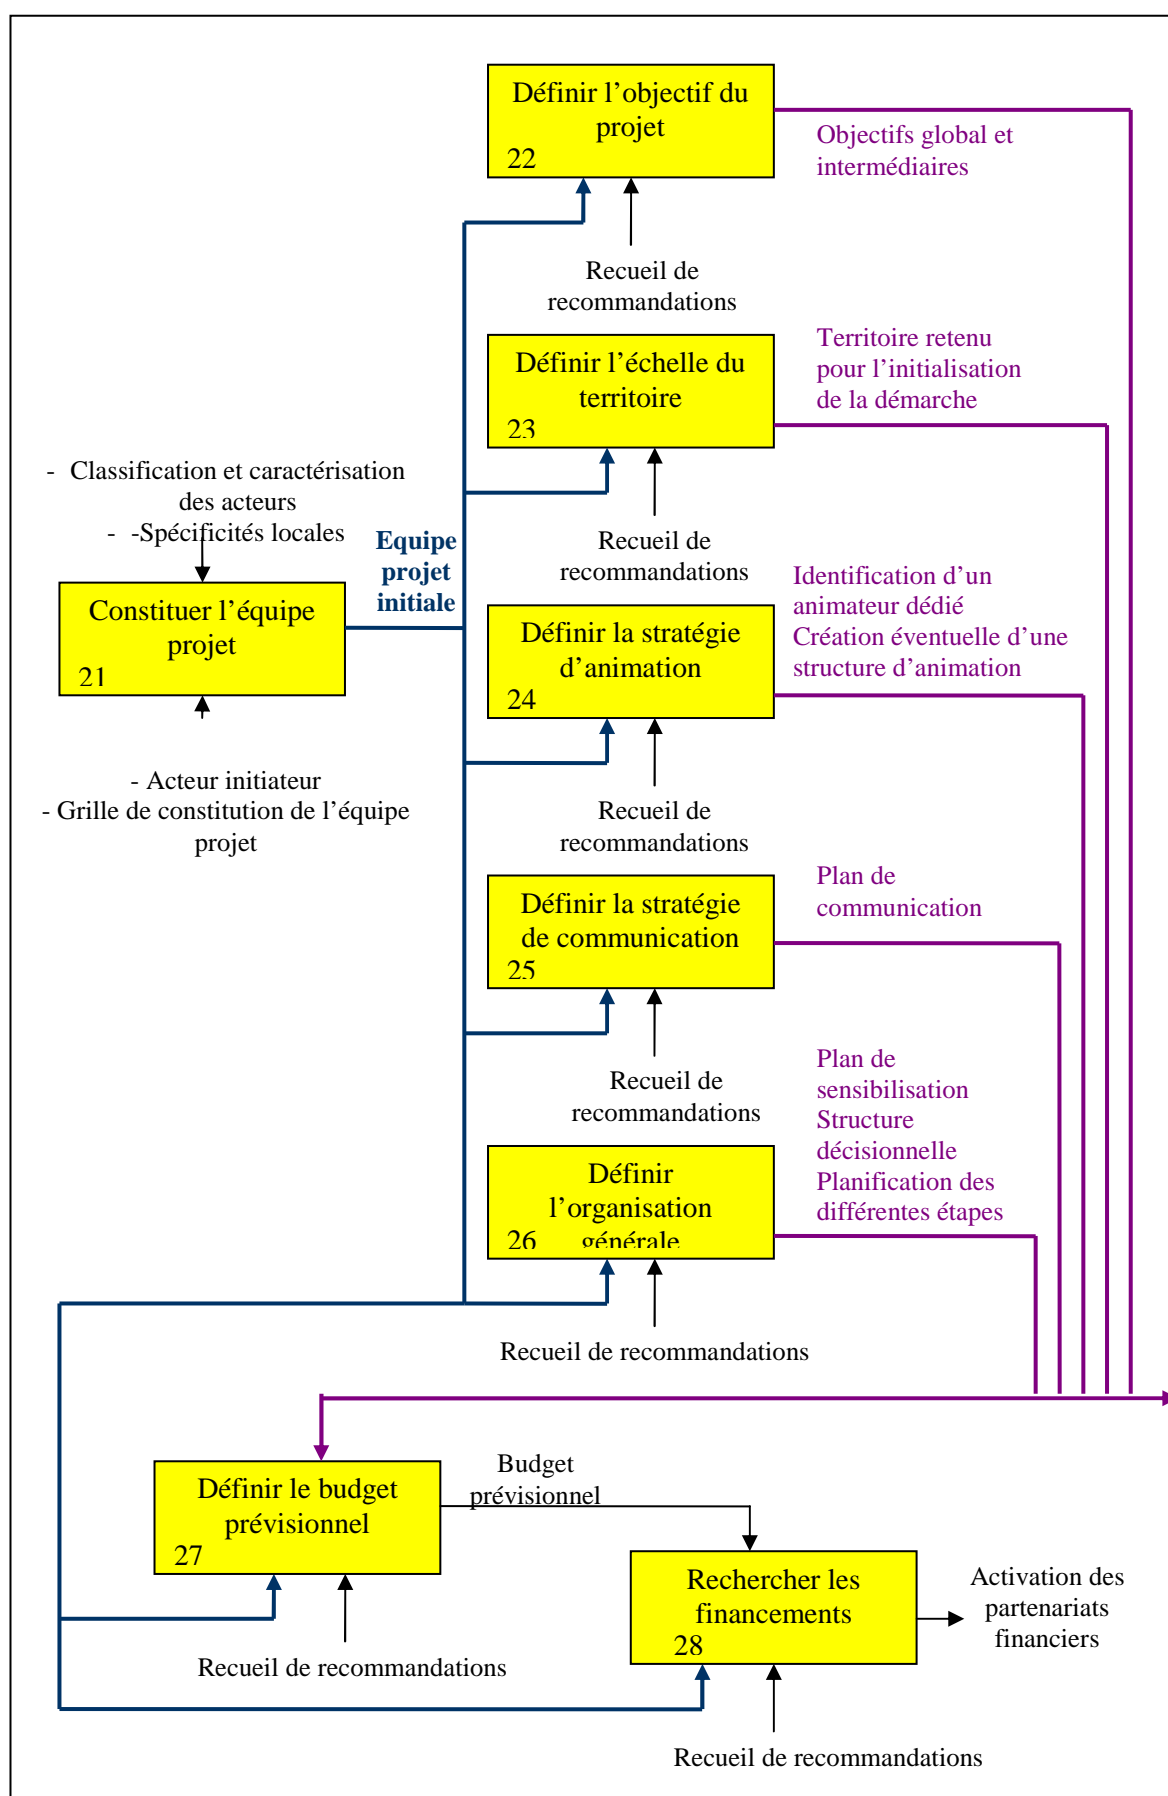 Définir l’objectif du
projet
22
Objectifs global et
intermédiaires
Recueil de
recommandations
Définir l’échelle du
territoire
23
Territoire retenu
pour l’initialisation
de la démarche
- Classification et caractérisation
des acteurs
- -Spécificités locales
Equipe
projet
initiale
Recueil de
recommandations
Constituer l’équipe
projet
21
Définir la stratégie
d’animation
24
Identification d’un
animateur dédié
Création éventuelle d’une
structure d’animation
- Acteur initiateur
- Grille de constitution de l’équipe
projet
Recueil de
recommandations
Définir la stratégie
de communication
25
Plan de
communication
Recueil de
recommandations
Définir
l’organisation
générale
26
Plan de
sensibilisation
Structure
décisionnelle
Planification des
différentes étapes
Recueil de recommandations
Définir le budget
prévisionnel
27
Budget
prévisionnel
Rechercher les
financements
28
Activation des
partenariats
financiers
Recueil de recommandations
Recueil de recommandations